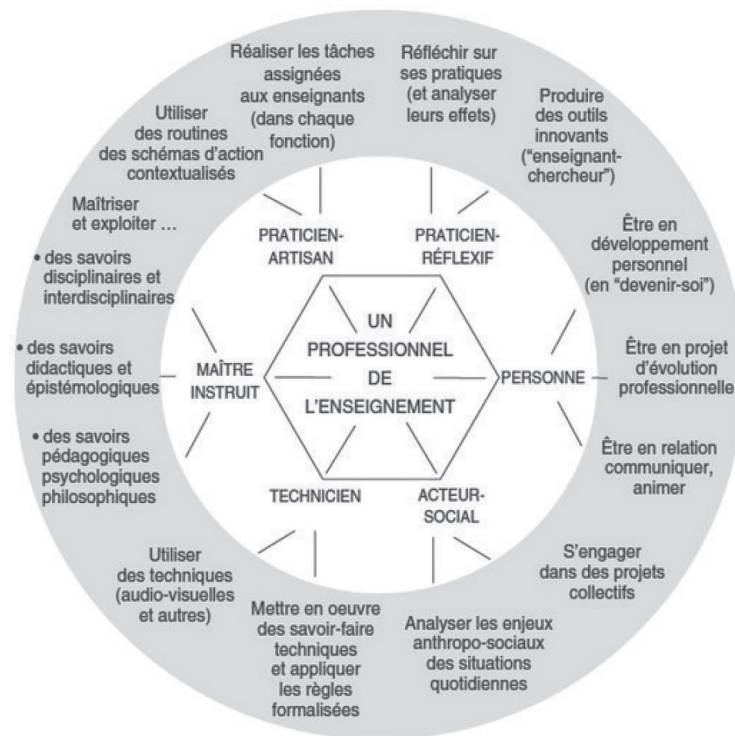 Réaliser les tâches
assignées
aux enseignants
(dans chaque
fonction)
Réfléchir sur
ses pratiques
(et analyser
leurs effets)
Produire
des outils
innovants
("enseignant-
chercheur")
Utiliser
des routines
des schémas d'action
contextualisés
Maîtriser
et exploiter ...
• des savoirs
disciplinaires et
interdisciplinaires
• des savoirs
didactiques et
épistémologiques
• des savoirs
pédagogiques
psychologiques
philosophiques
PRATICIEN-
ARTISAN
PRATICIEN-
RÉFLEXIF
UN
PROFESSIONNEL
DE
L'ENSEIGNEMENT
MAÎTRE
INSTRUIT
PERSONNE
TECHNICIEN
ACTEUR-
SOCIAL
Être en
développement
personnel
(en "devenir-soi")
Être en projet
d'évolution
professionnelle
Être en relation
communiquer,
animer
S'engager
dans des projets
collectifs
Utiliser
des techniques
(audio-visuelles
et autres)
Mettre en oeuvre
des savoir-faire
techniques
et appliquer
les règles
formalisées
Analyser les enjeux
anthropo-sociaux
des situations
quotidiennes